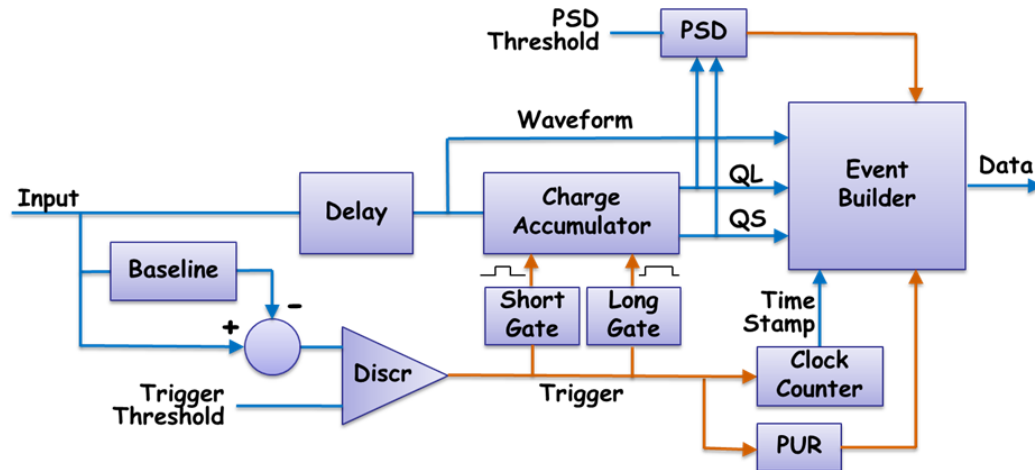 PSD
Threshold
PSD
Waveform
Input
Delay
Charge
Accumulator
QL
QS
Event
Builder
Data
Baseline
+
-
Short
Gate
Long
Gate
Time
Stamp
Discr
Trigger
Threshold
Trigger
Clock
Counter
PUR